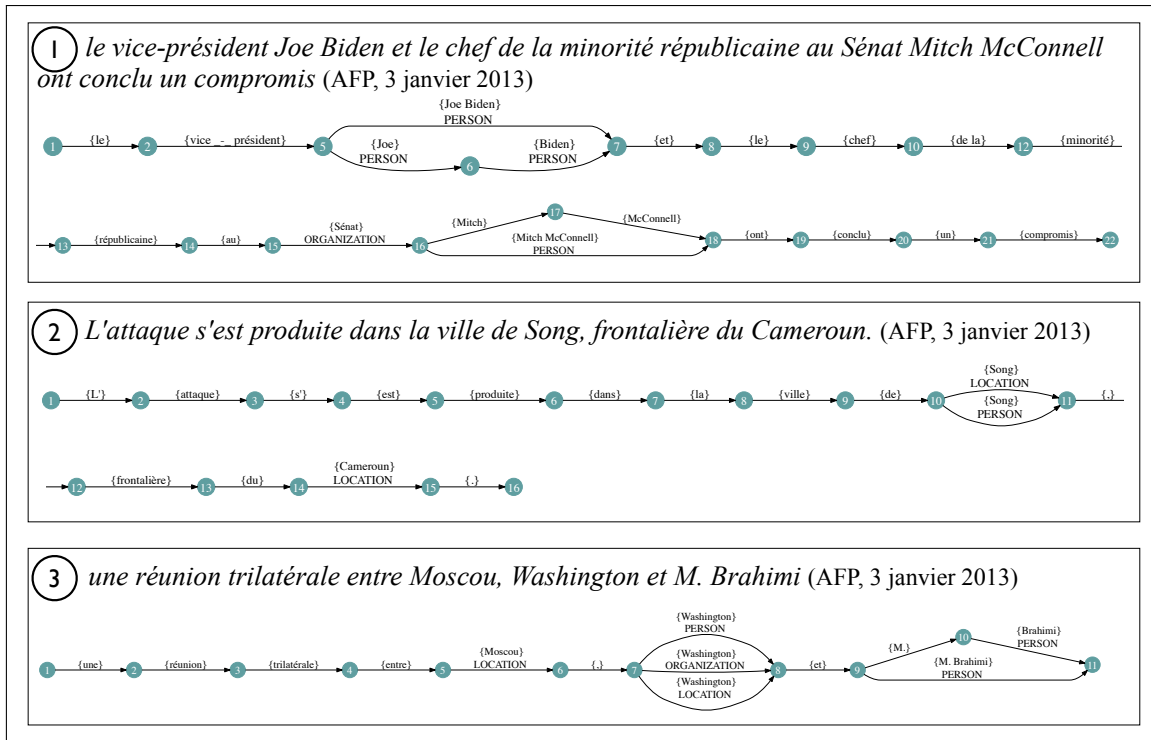 1 le vice-président Joe Biden et le chef de la minorité républicaine au Sénat Mitch McConnell
ont conclu un compromis (AFP, 3 janvier 2013)
{Joe Biden}
PERSON
1 {le} 2 {vice _-_ président} 5 {Joe} PERSON 6 {Biden} PERSON 7 {et} 8 {le} 9 {chef} 10 {de la} 12 {minorité}
13 {républicaine} 14 {au} 15 {Sénat} ORGANIZATION 16 {Mitch} 17 {McConnell} 18 {ont} 19 {conclu} 20 {un} 21 {compromis} 22
{Mitch McConnell}
PERSON
2 L'attaque s'est produite dans la ville de Song, frontalière du Cameroun. (AFP, 3 janvier 2013)
1 {L'} 2 {attaque} 3 {s'} 4 {est} 5 {produite} 6 {dans} 7 {la} 8 {ville} 9 {de} 10 {Song} LOCATION 11 {,}
{Song}
PERSON
12 {frontalière} 13 {du} 14 {Cameroun} LOCATION 15 {.} 16
3 une réunion trilatérale entre Moscou, Washington et M. Brahimi (AFP, 3 janvier 2013)
{Washington}
PERSON
1 {une} 2 {réunion} 3 {trilatérale} 4 {entre} 5 {Moscou} LOCATION 6 {,} 7 {Washington} ORGANIZATION 8 {et} 9 {M.} 10 {Brahimi} PERSON 11
{Washington}
LOCATION
{M. Brahimi}
PERSON